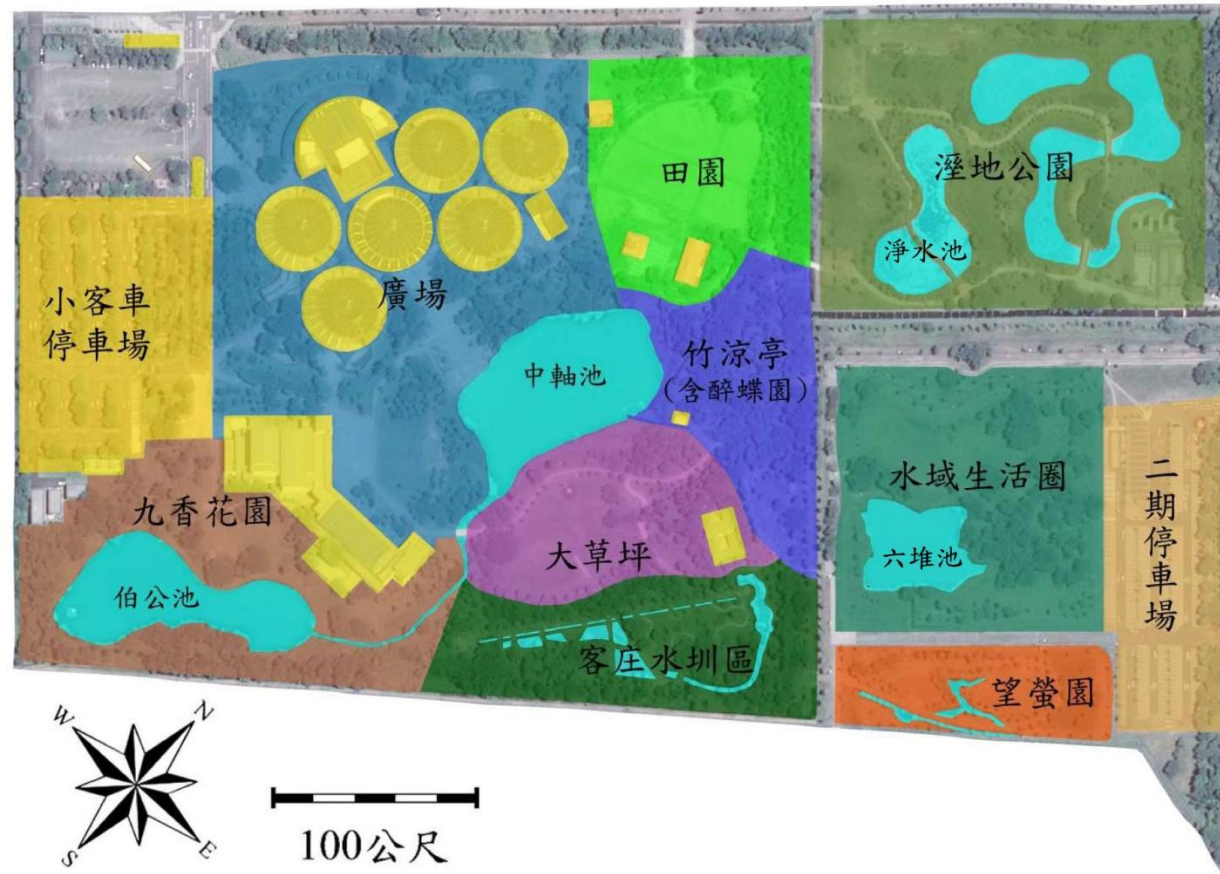 田園
溼地公園
淨水池
小客車
停車場
廣場
中軸池
竹涼亭
(含醉蝶園)
九香花園
伯公池
大草坪
客庄水圳區
水域生活圈
六堆池
二期停車場
望螢園
W
N
S
E
100公尺